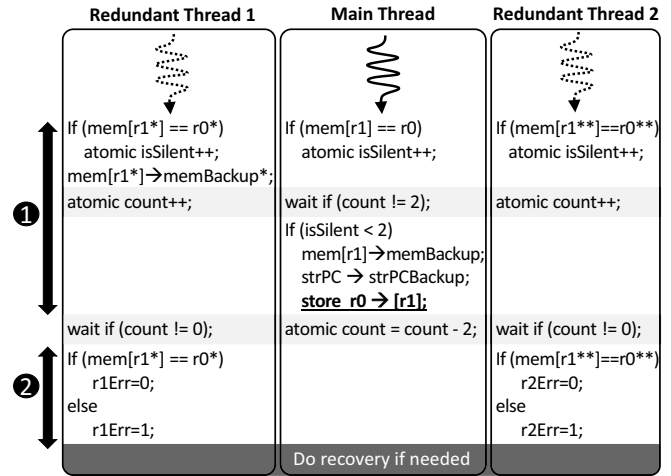 Redundant Thread 1
Main Thread
Redundant Thread 2
If (mem[r1*] == r0*)
atomic isSilent++;
mem[r1*]→memBackup*;
atomic count++;
wait if (count != 0);
If (mem[r1*] == r0*)
r1Err=0;
else
r1Err=1;
If (mem[r1] == r0)
atomic isSilent++;
wait if (count != 2);
If (isSilent < 2)
mem[r1]→memBackup;
strPC → strPCBackup;
store r0 → [r1];
atomic count = count - 2;
If (mem[r1**]==r0**)
atomic isSilent++;
atomic count++;
wait if (count != 0);
If (mem[r1**]==r0**)
r2Err=0;
else
r2Err=1;
1
2
Do recovery if needed